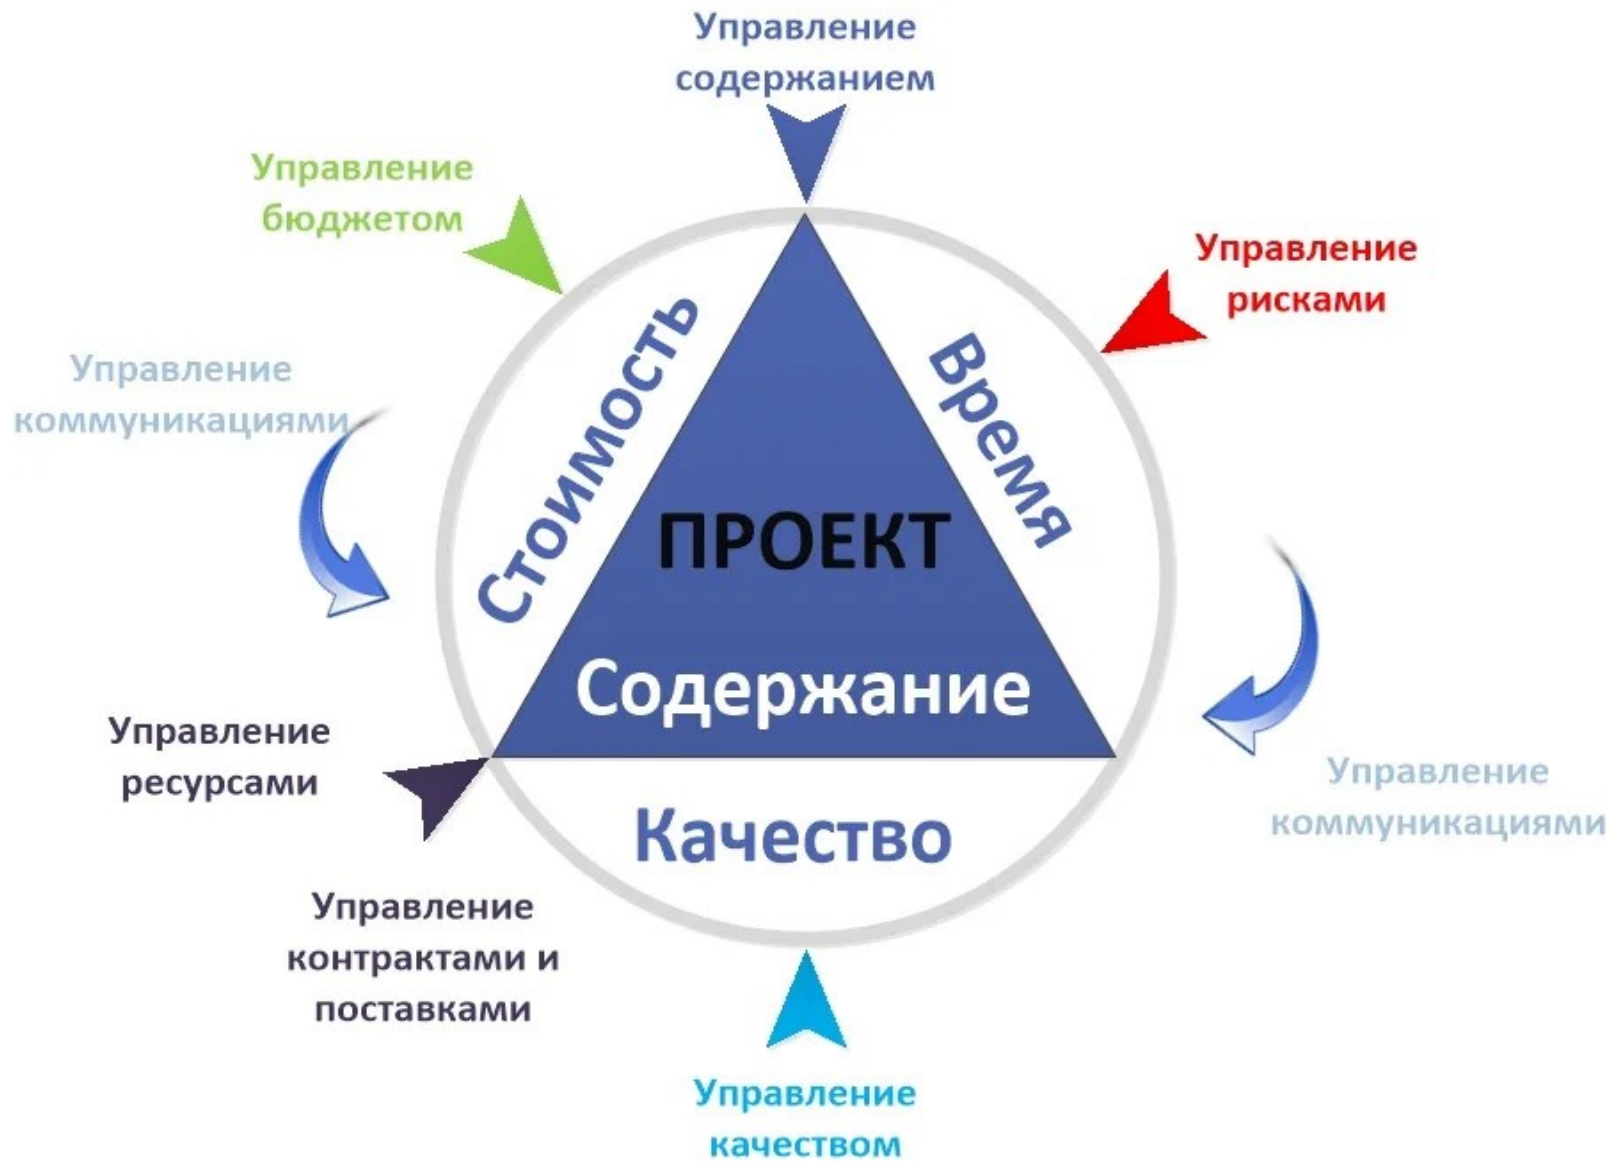 Управление
содержанием
Управление
бюджетом
Управление
рисками
Управление
коммуникациями
Стоимость
Время
ПРОЕКТ
Содержание
Управление
ресурсами
Управление
коммуникациями
Качество
Управление
контрактами и
поставками
Управление
качеством